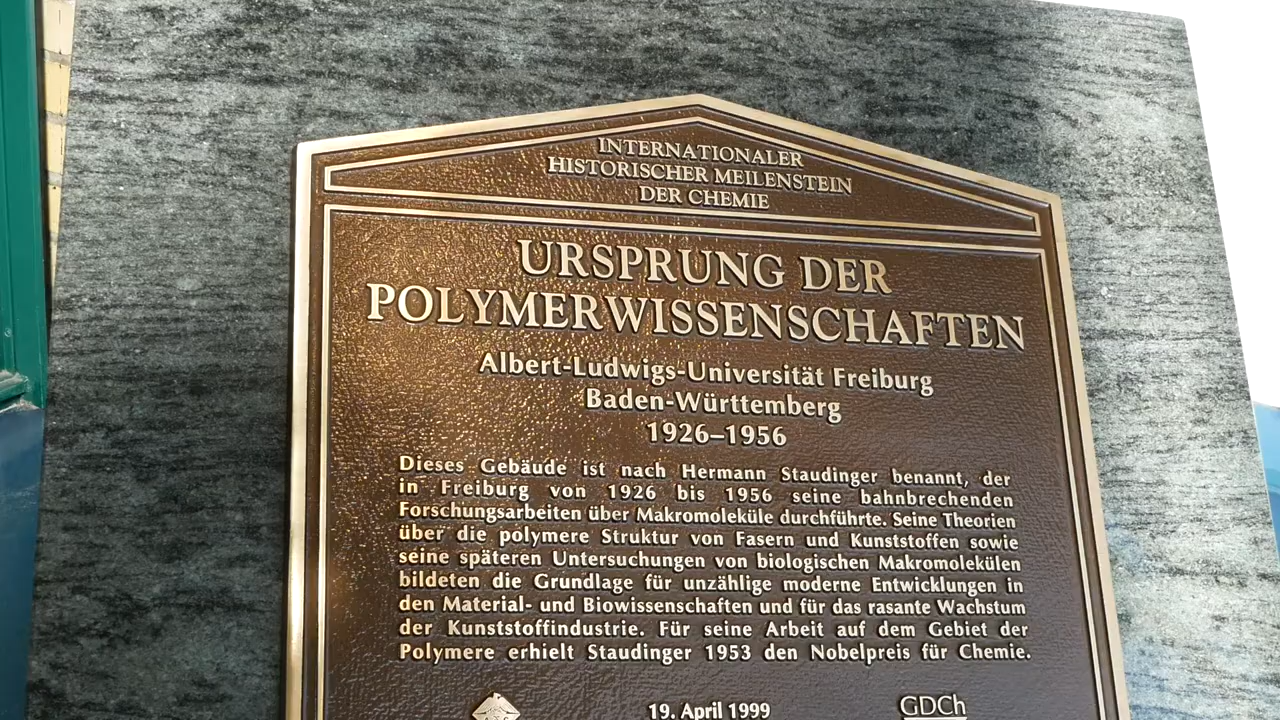 INTERNATIONALER
HISTORISCHER MEILENSTEIN
DER CHEMIE
URSPRUNG DER
POLYMERWISSENSCHAFTEN
Albert-Ludwigs-Universität Freiburg
Baden-Württemberg
1926–1956
Dieses Gebäude ist nach Hermann Staudinger benannt, der
in Freiburg von 1926 bis 1956 seine bahnbrechenden
Forschungsarbeiten über Makromoleküle durchführte. Seine Theorien
über die polymere Struktur von Fasern und Kunststoffen sowie
seine späteren Untersuchungen von biologischen Makromolekülen
bildeten die Grundlage für unzählige moderne Entwicklungen in
den Material- und Biowissenschaften und für das rasante Wachstum
der Kunststoffindustrie. Für seine Arbeit auf dem Gebiet der
Polymere erhielt Staudinger 1953 den Nobelpreis für Chemie.
19. April 1999
GDCh